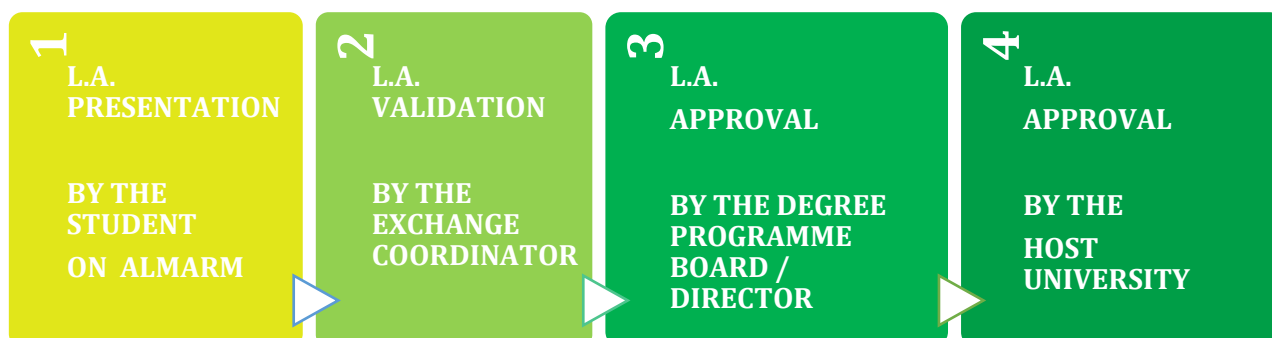 1
L.A.
PRESENTATION
BY THE
STUDENT
ON ALMARM
2
L.A.
VALIDATION
BY THE
EXCHANGE
COORDINATOR
3
L.A.
APPROVAL
BY THE DEGREE
PROGRAMME
BOARD /
DIRECTOR
4
L.A.
APPROVAL
BY THE
HOST
UNIVERSITY